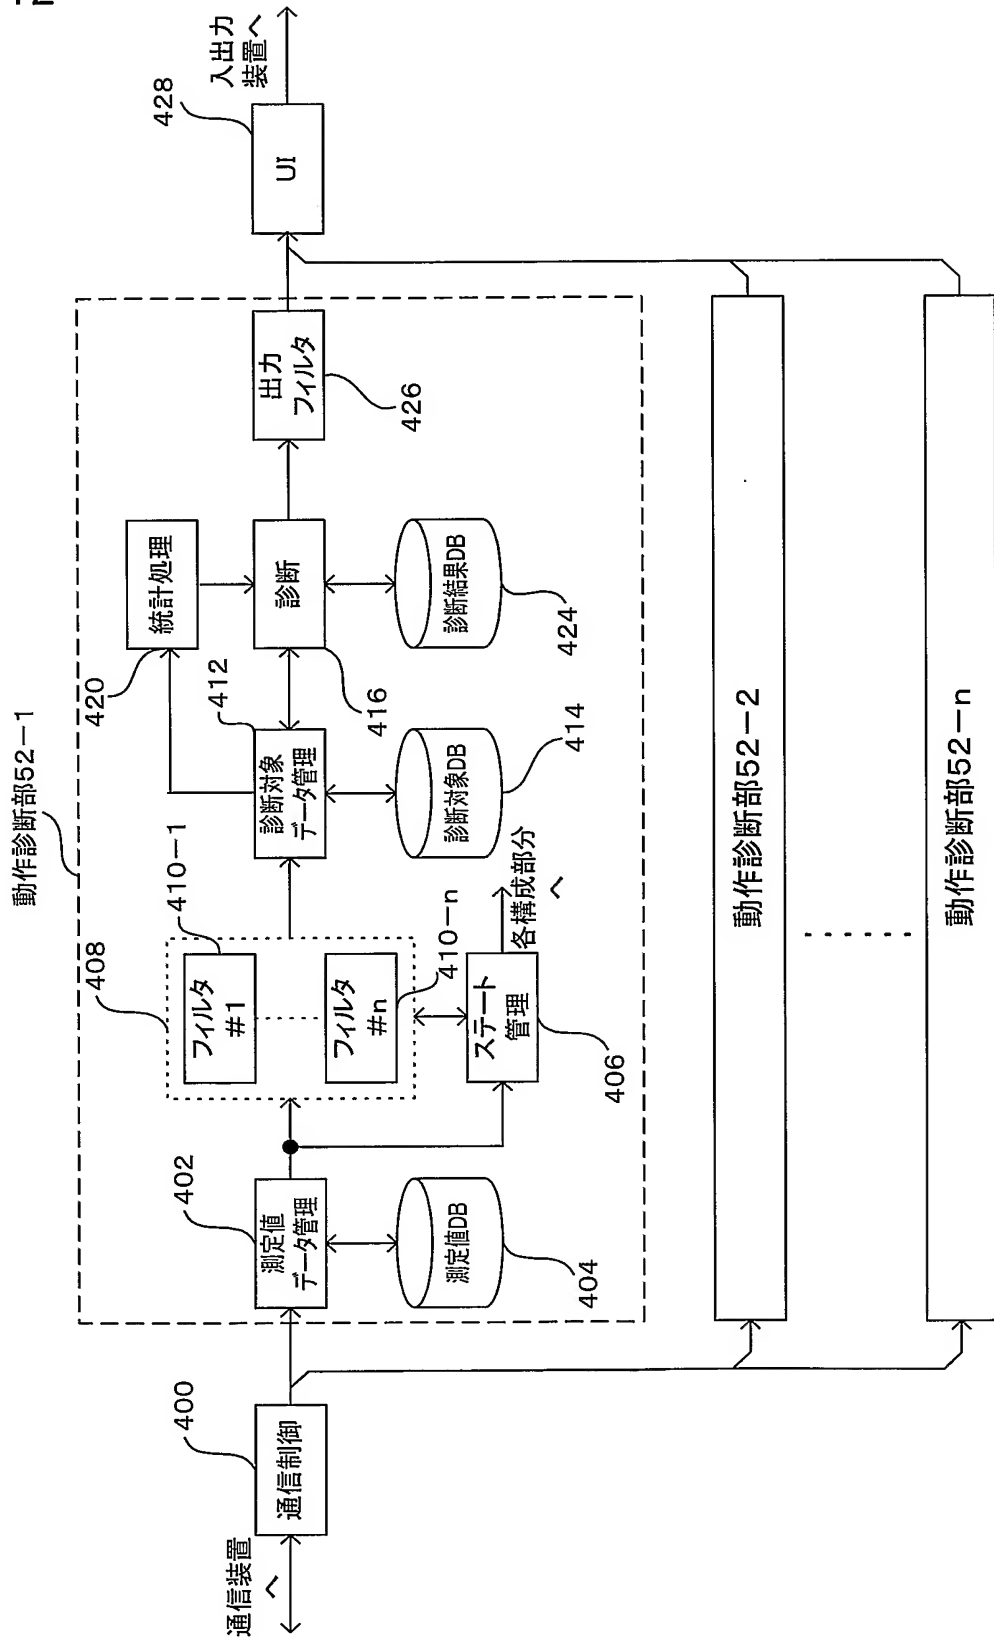 通信装置
へ
400
通信制御
動作診断部52-1
402
測定値
データ管理
測定値DB
404
408
410-1
フィルタ
#1
フィルタ
#n
410-n
ステート
管理
406
各構成部分
へ
412
診断対象
データ管理
診断対象DB
414
420
統計処理
診断
416
診断結果DB
424
出力
フィルタ
426
428
UI
入出力
装置へ
動作診断部52-2
動作診断部52-n